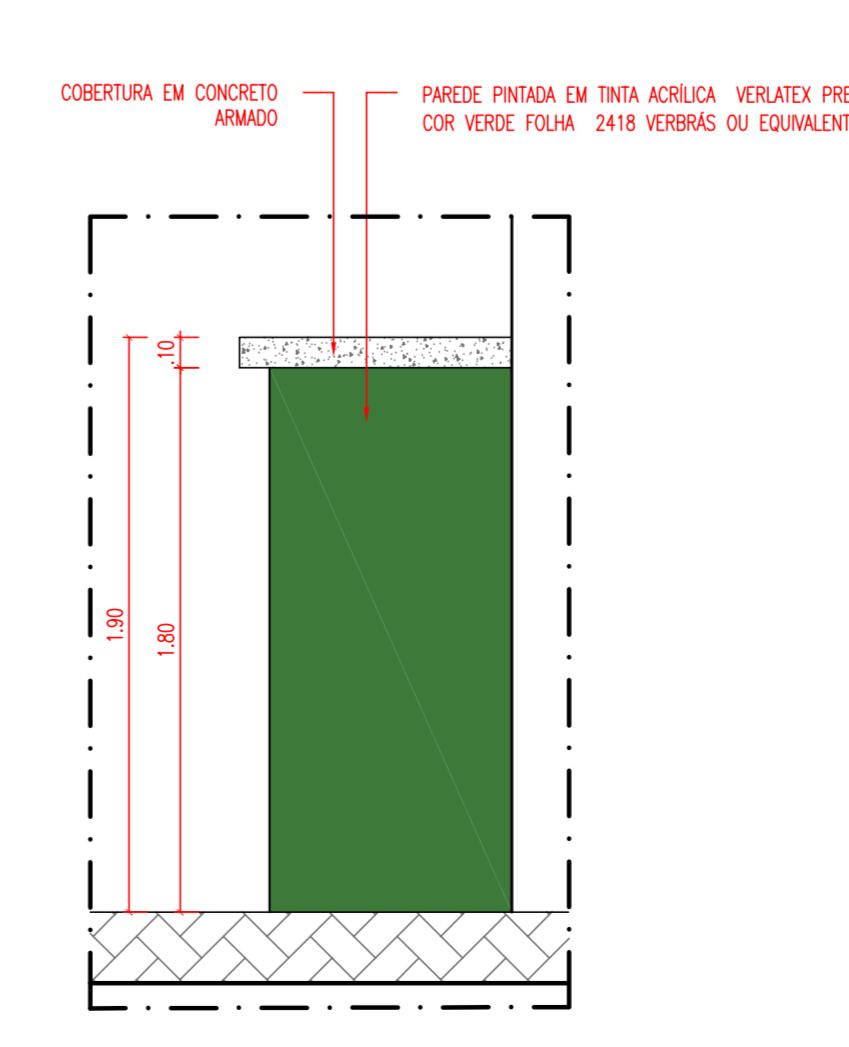 COBERTURA EM CONCRETO
ARMADO
PAREDE PINTADA EM TINTA ACRÍLICA VERLATEX
COR VERDE FOLHA 2418 VERBRÁS OU
.10
1.90
1.80